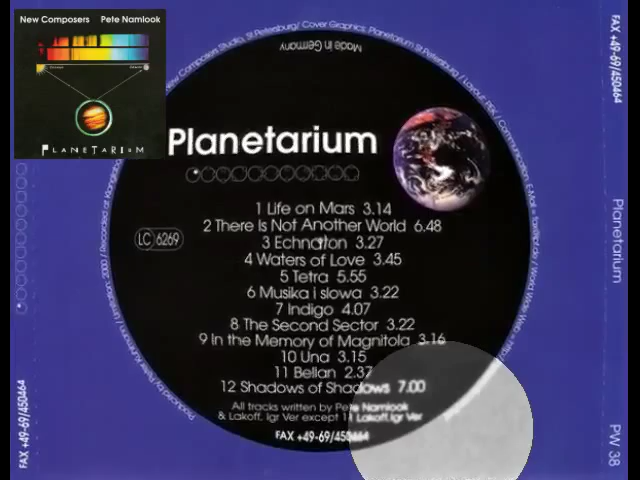 New Composers Pete Namlook
PLANETARIUM
Made in Germany
Planetarium
LC 6269
1 Life on Mars 3.14
2 There Is Not Another World 6.48
3 Echnaton 3.27
4 Waters of Love 3.45
5 Tetra 5.55
6 Musika i slowa 3.22
7 Indigo 4.07
8 The Second Sector 3.22
9 In the Memory of Magnitola 3.16
10 Una 3.15
11 Bellan 2.37
12 Shadows of Shadows 7.00
All tracks written by Pete Namlook
& Lakoff, Igr Ver except 11 Lakoff, Igr Ver
FAX +49-69/450464
FAX +49-69/450464
FAX +49-69/450464
Planetarium
PW 38